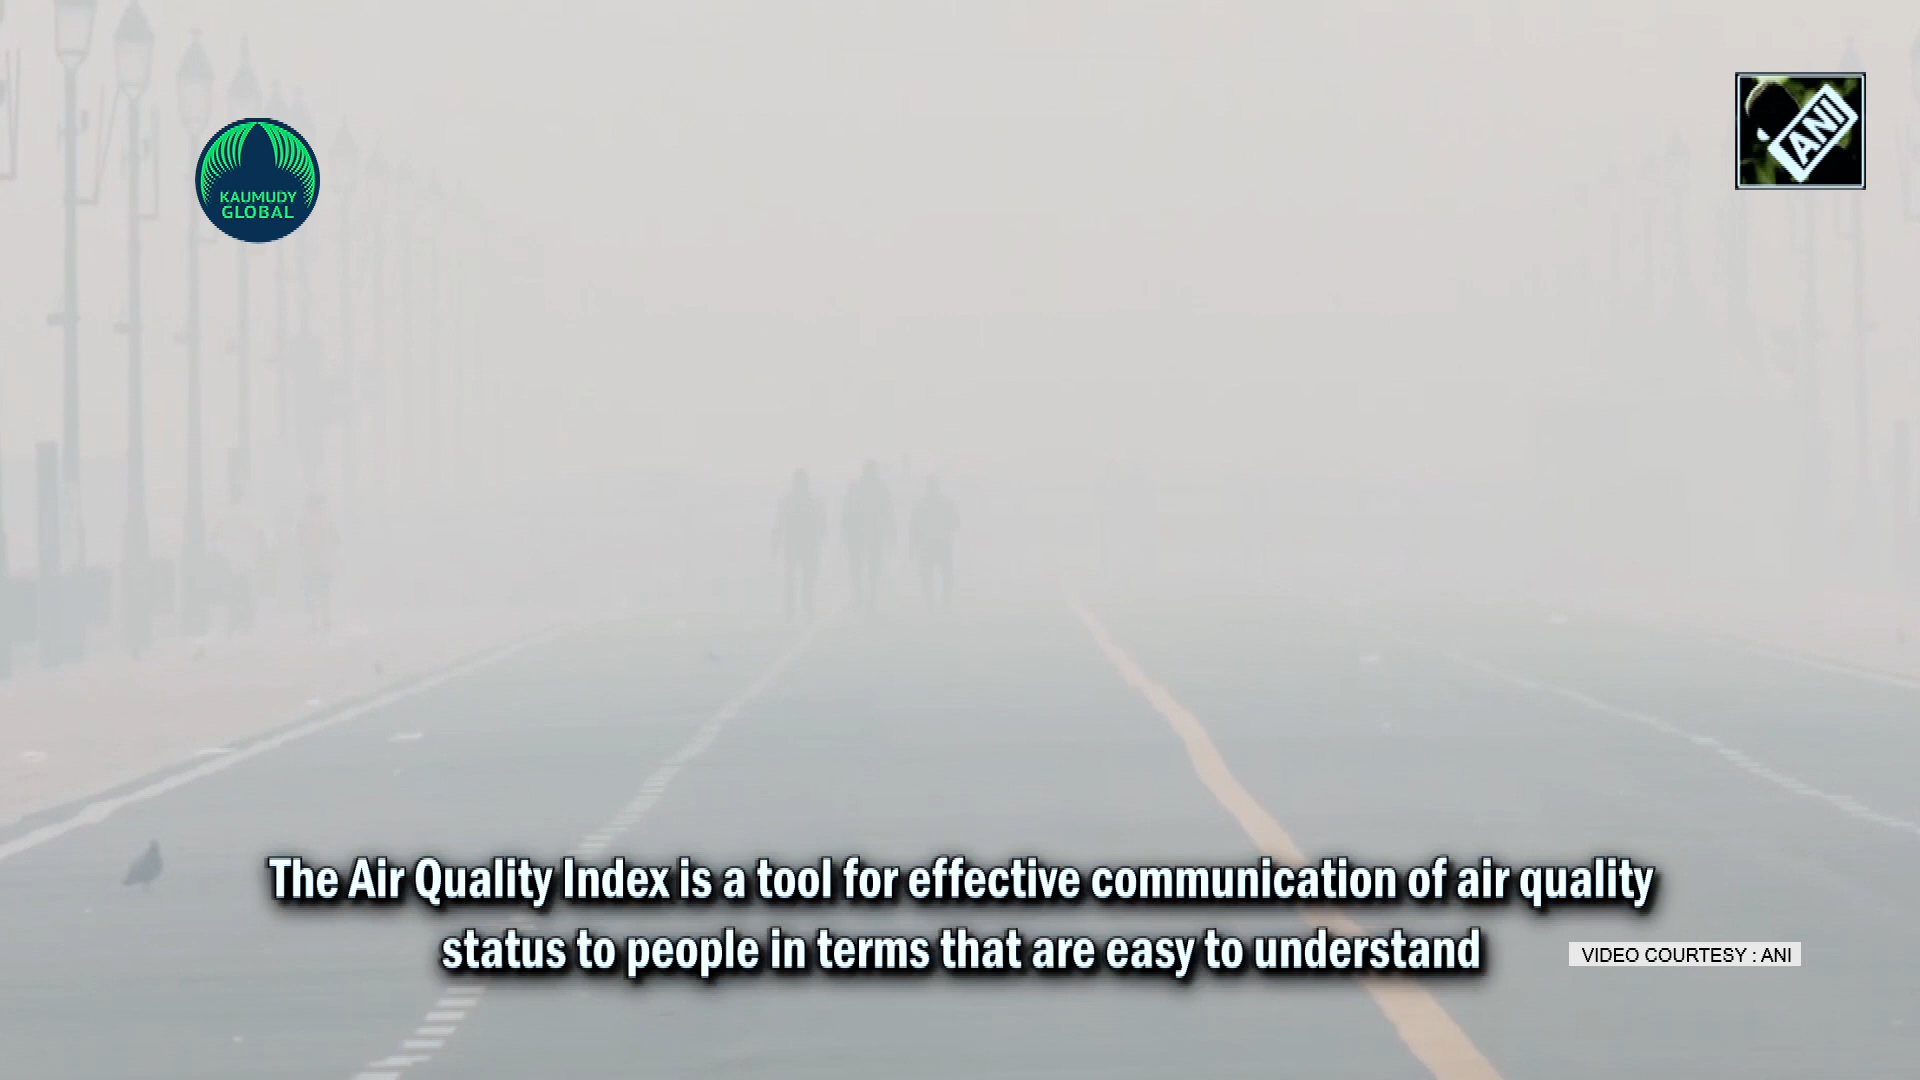 KAUMUDY
GLOBAL
ANI
The Air Quality Index is a tool for effective communication of air quality
status to people in terms that are easy to understand
VIDEO COURTESY : ANI